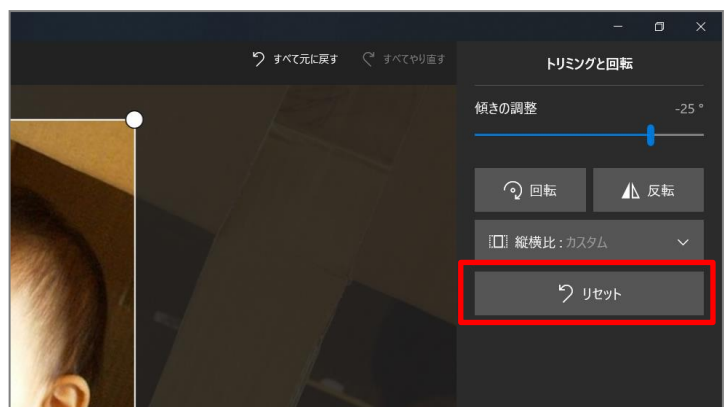 すべて元に戻す すべてやり直す
トリミングと回転
傾きの調整 -25 °
回転 反転
縦横比 : カスタム
リセット